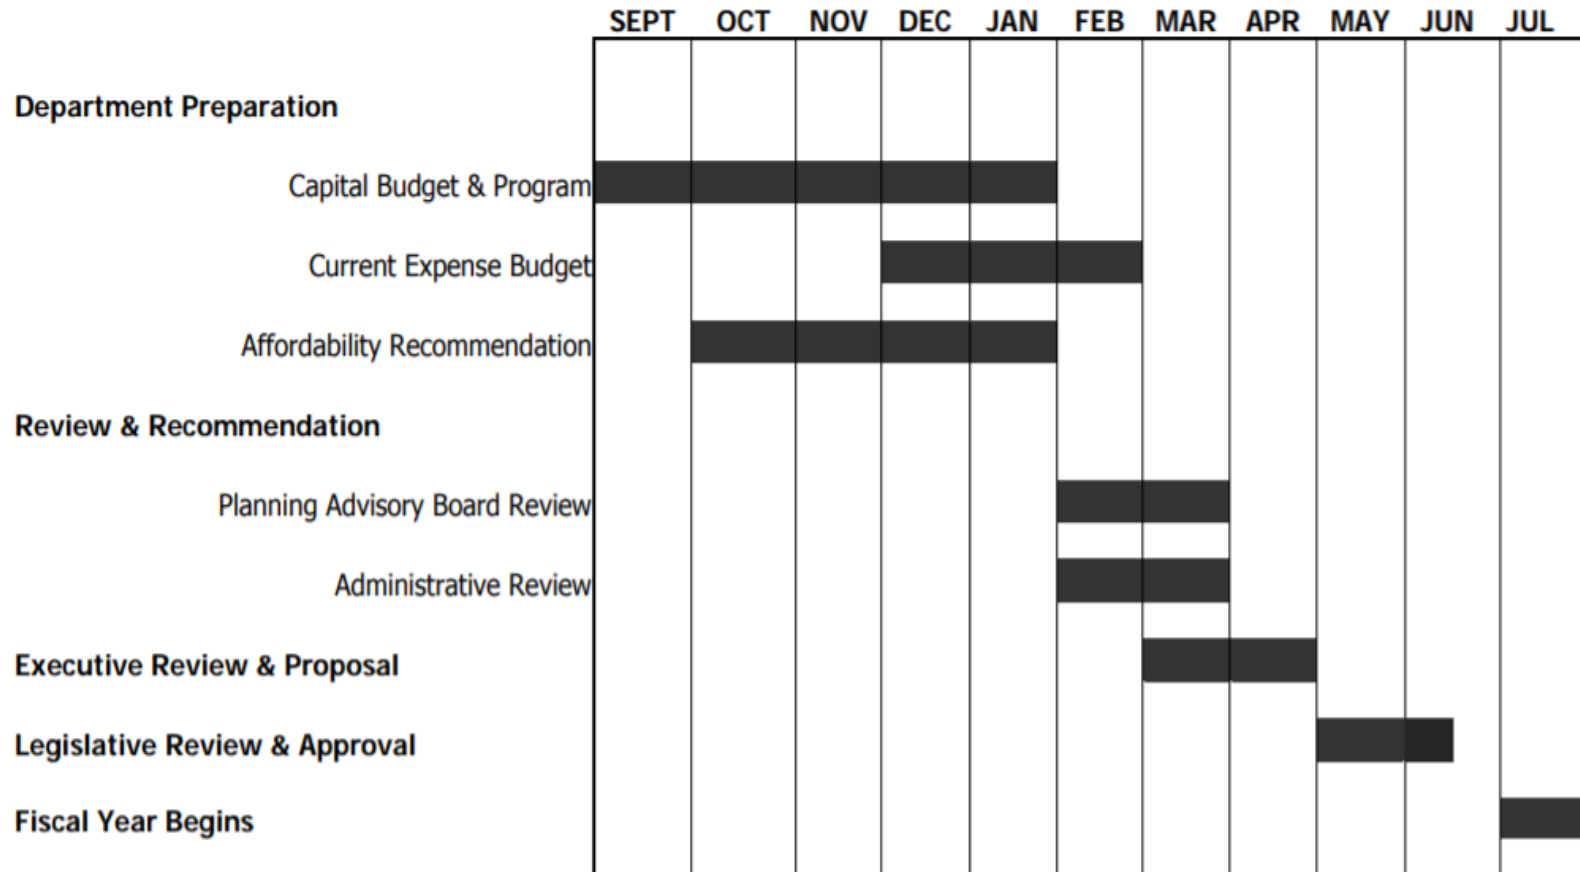 SEPT OCT NOV DEC JAN FEB MAR APR MAY JUN JUL
Department Preparation
Capital Budget & Program
Current Expense Budget
Affordability Recommendation
Review & Recommendation
Planning Advisory Board Review
Administrative Review
Executive Review & Proposal
Legislative Review & Approval
Fiscal Year Begins